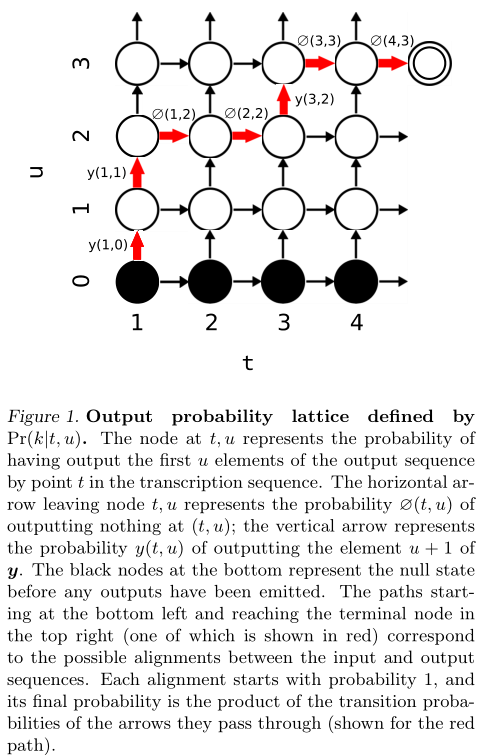 ∅(3,3) ∅(4,3)
3
y(3,2)
∅(1,2) ∅(2,2)
2
u
y(1,1)
1
y(1,0)
0
1 2 3 4
t
Figure 1. Output probability lattice defined by
Pr(k|t, u). The node at t, u represents the probability of
having output the first u elements of the output sequence
by point t in the transcription sequence. The horizontal ar-
row leaving node t, u represents the probability ∅(t, u) of
outputting nothing at (t, u); the vertical arrow represents
the probability y(t, u) of outputting the element u + 1 of
y. The black nodes at the bottom represent the null state
before any outputs have been emitted. The paths start-
ing at the bottom left and reaching the terminal node in
the top right (one of which is shown in red) correspond
to the possible alignments between the input and output
sequences. Each alignment starts with probability 1, and
its final probability is the product of the transition proba-
bilities of the arrows they pass through (shown for the red
path).